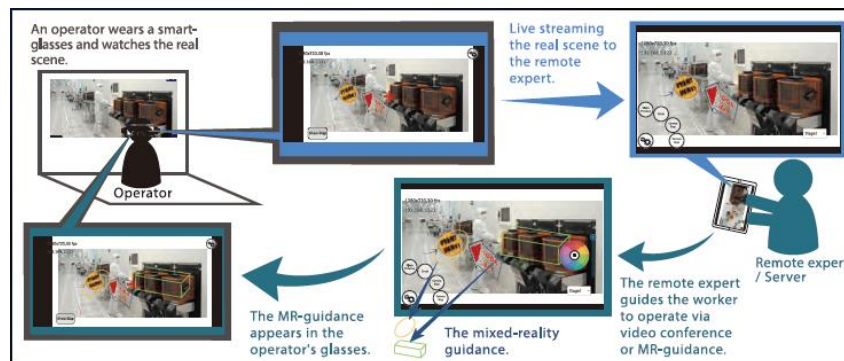 An operator wears a smart-
glasses and watches the real
scene.
Operator
Live streaming
the real scene to
the remote
expert.
Remote exper
/ Server
The remote expert
guides the worker
to operate via
video conference
or MR-guidance.
The mixed-reality
guidance.
The MR-guidance
appears in the
operator's glasses.